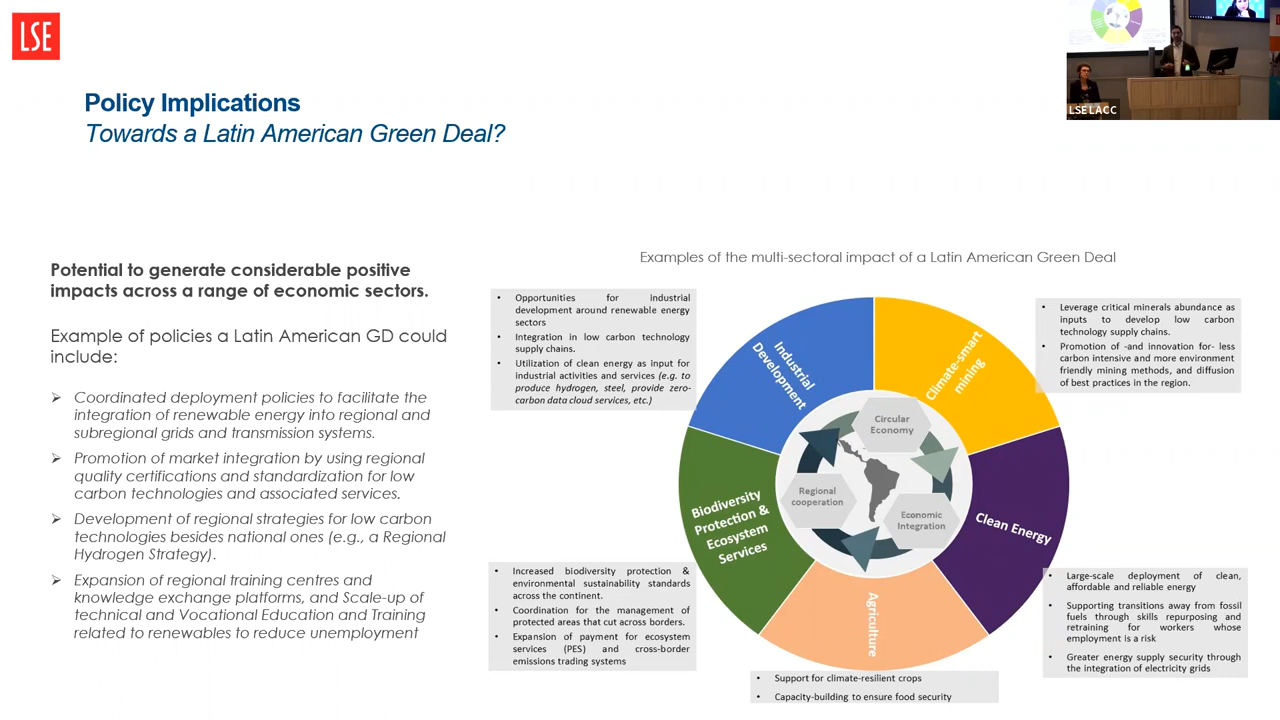 LSE
LSE LACC
Policy Implications
Towards a Latin American Green Deal?
Potential to generate considerable positive
impacts across a range of economic sectors.
Example of policies a Latin American GD could
include:
➢ Coordinated deployment policies to facilitate the
integration of renewable energy into regional and
subregional grids and transmission systems.
➢ Promotion of market integration by using regional
quality certifications and standardization for low
carbon technologies and associated services.
➢ Development of regional strategies for low carbon
technologies besides national ones (e.g., a Regional
Hydrogen Strategy).
➢ Expansion of regional training centres and
knowledge exchange platforms, and Scale-up of
technical and Vocational Education and Training
related to renewables to reduce unemployment
Examples of the multi-sectoral impact of a Latin American Green Deal
• Opportunities for industrial
development around renewable energy
sectors
• Integration in low carbon technology
supply chains.
• Utilization of clean energy as input for
industrial activities and services (e.g. to
produce hydrogen, steel, provide zero-
carbon data cloud services, etc.)
• Leverage critical minerals abundance as
inputs to develop low carbon
technology supply chains.
• Promotion of -and innovation for- less
carbon intensive and more environment
friendly mining methods, and diffusion
of best practices in the region.
Industrial
Development
Climate-smart
mining
Circular
Economy
Regional
cooperation
Economic
Integration
Biodiversity
Protection &
Ecosystem
Services
Clean Energy
Agriculture
• Increased biodiversity protection &
environmental sustainability standards
across the continent.
• Coordination for the management of
protected areas that cut across borders.
• Expansion of payment for ecosystem
services (PES) and cross-border
emissions trading systems
• Large-scale deployment of clean,
affordable and reliable energy
• Supporting transitions away from fossil
fuels through skills repurposing and
retraining for workers whose
employment is a risk
• Greater energy supply security through
the integration of electricity grids
• Support for climate-resilient crops
• Capacity-building to ensure food security